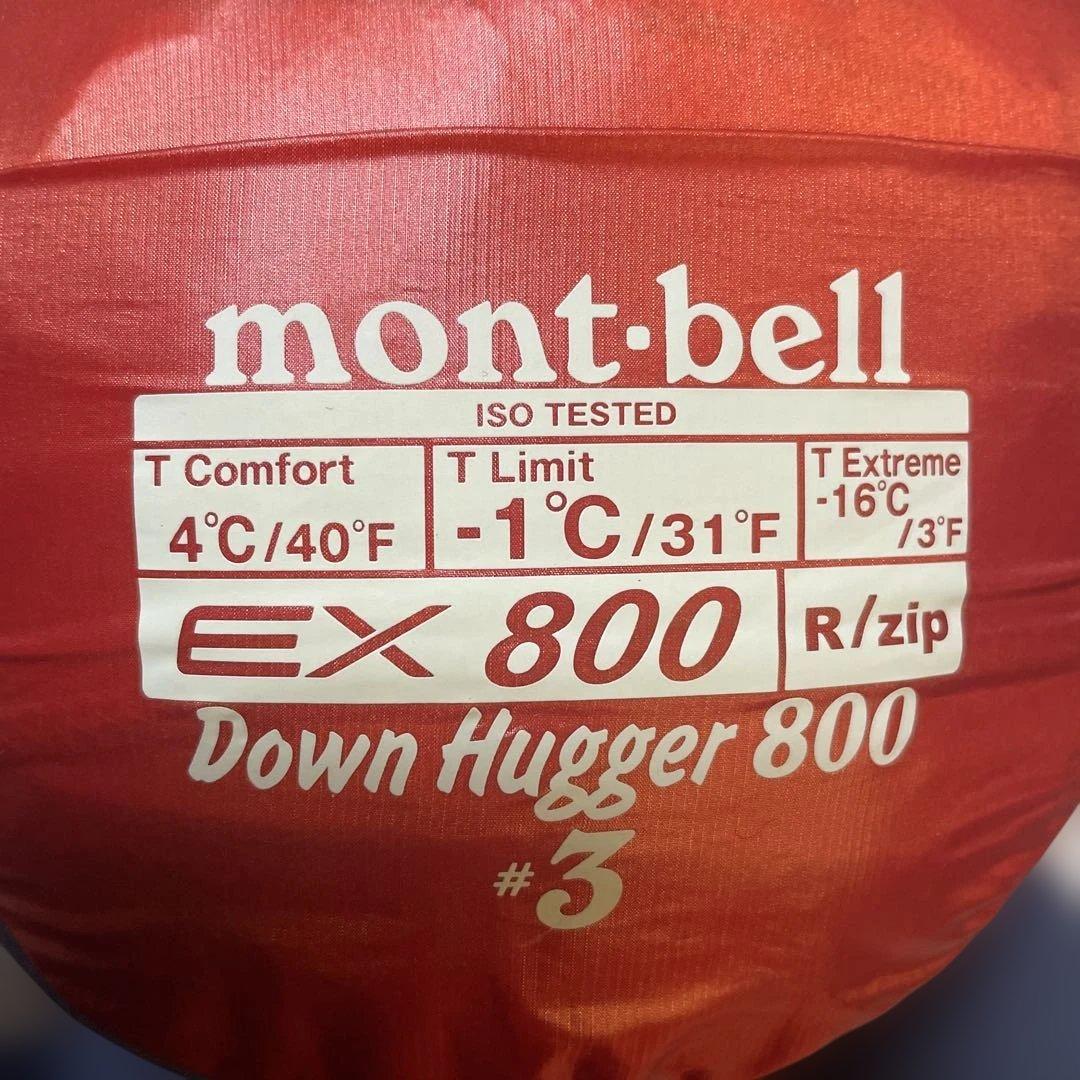 mont·bell
ISO TESTED
T Comfort
4°C/40°F
T Limit
-1°C/31°F
T Extreme
-16°C
/3°F
EX 800
R/zip
Down Hugger 800
#3